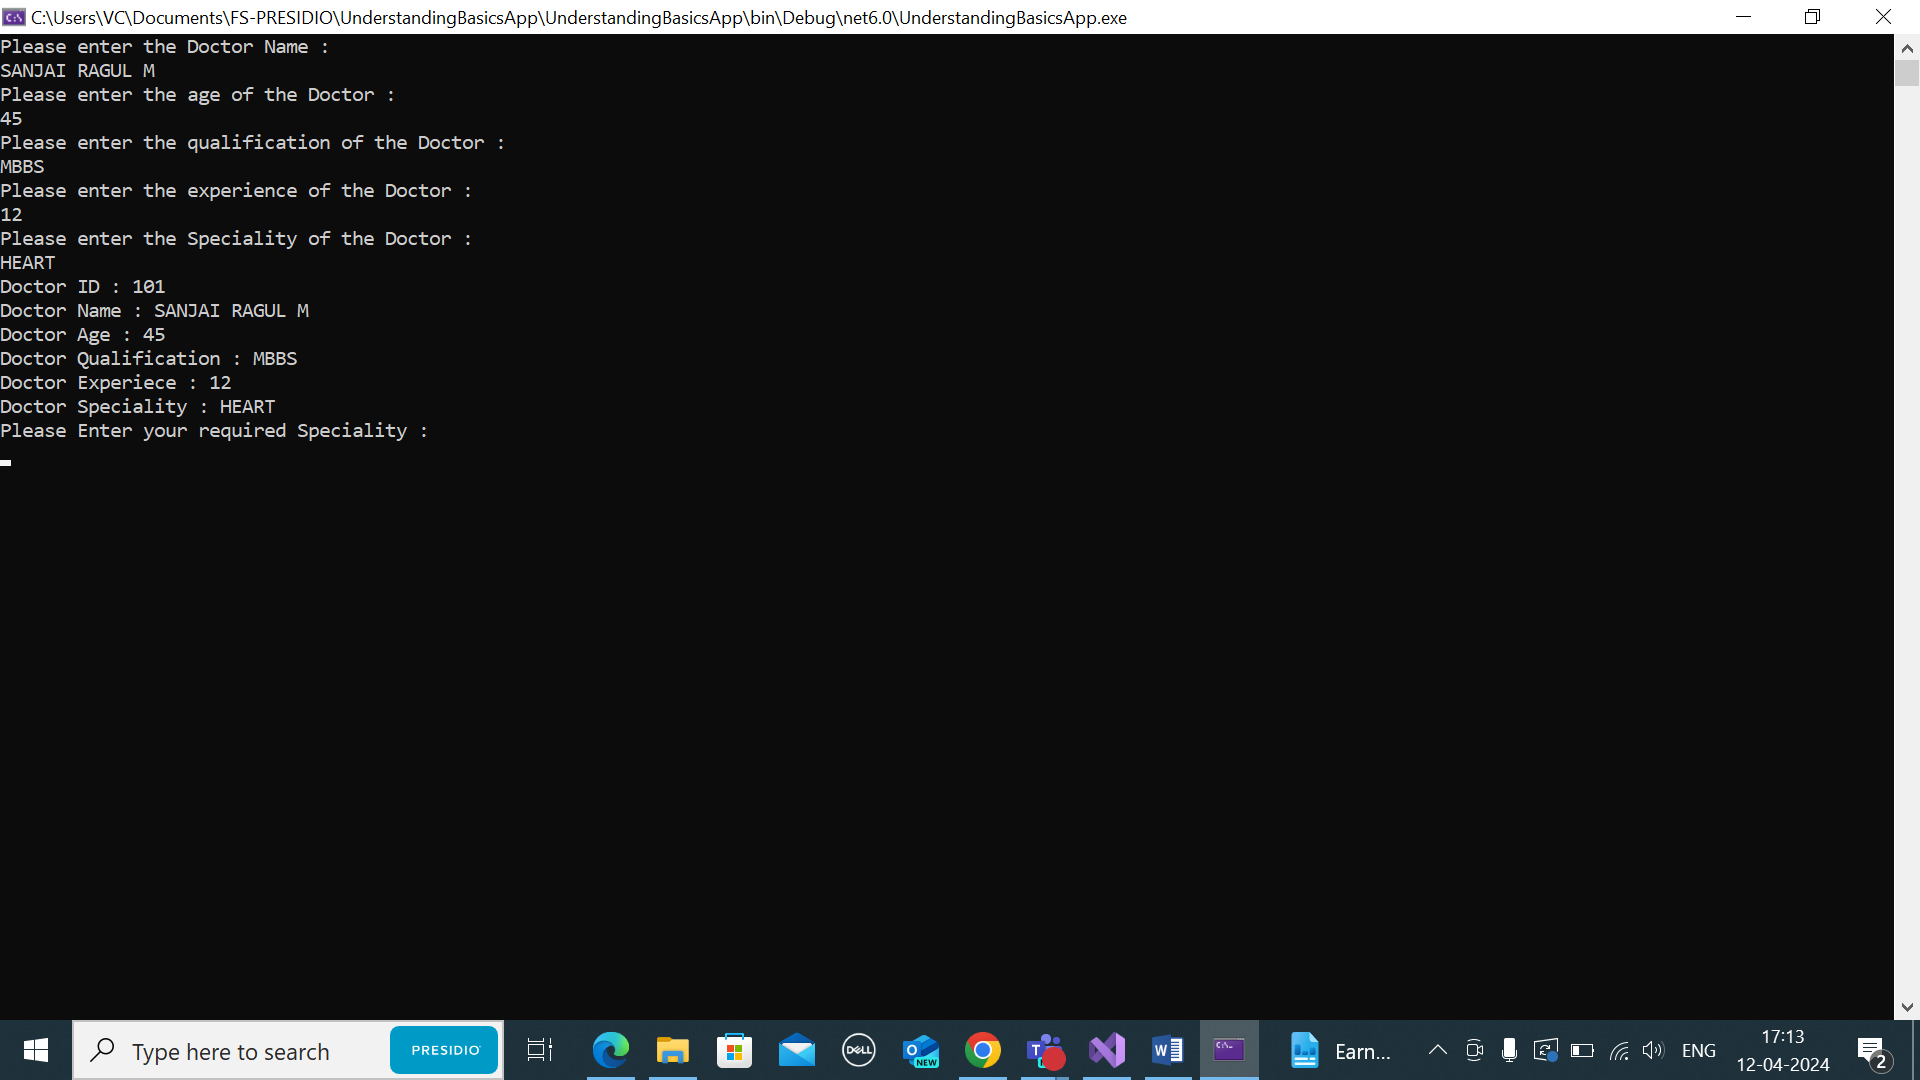 C:\Users\VC\Documents\FS-PRESIDIO\UnderstandingBasicsApp\UnderstandingBasicsApp\bin\Debug\net6.0\UnderstandingBasicsApp.exe
Please enter the Doctor Name :
SANJAI RAGUL M
Please enter the age of the Doctor :
45
Please enter the qualification of the Doctor :
MBBS
Please enter the experience of the Doctor :
12
Please enter the Speciality of the Doctor :
HEART
Doctor ID : 101
Doctor Name : SANJAI RAGUL M
Doctor Age : 45
Doctor Qualification : MBBS
Doctor Experiece : 12
Doctor Speciality : HEART
Please Enter your required Speciality :
Type here to search
PRESIDIO
DELL
NEW
Earn...
ENG
17:13
12-04-2024
2